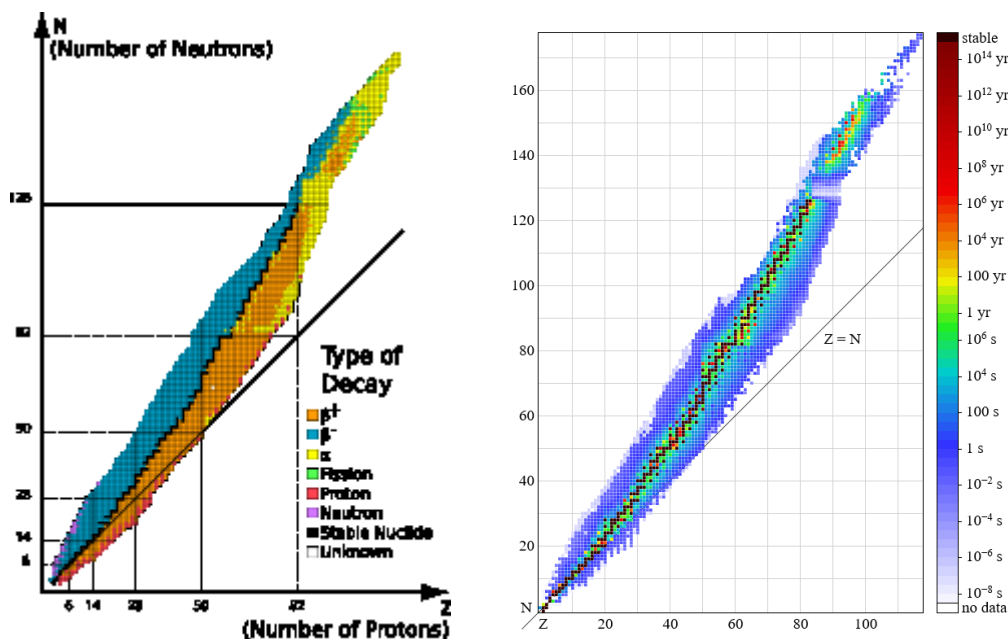 N
(Number of Neutrons)
126
82
50
28
14
6
Type of
Decay
β+
β-
α
Fission
Proton
Neutron
Stable Nuclide
Unknown
6 14 28 50 82 Z
(Number of Protons)
160
140
120
100
80
60
40
20
N
Z 20 40 60 80 100
Z = N
stable
10¹⁴ yr
10¹² yr
10¹⁰ yr
10⁸ yr
10⁶ yr
10⁴ yr
100 yr
1 yr
10⁶ s
10⁴ s
100 s
1 s
10⁻² s
10⁻⁴ s
10⁻⁶ s
10⁻⁸ s
no data